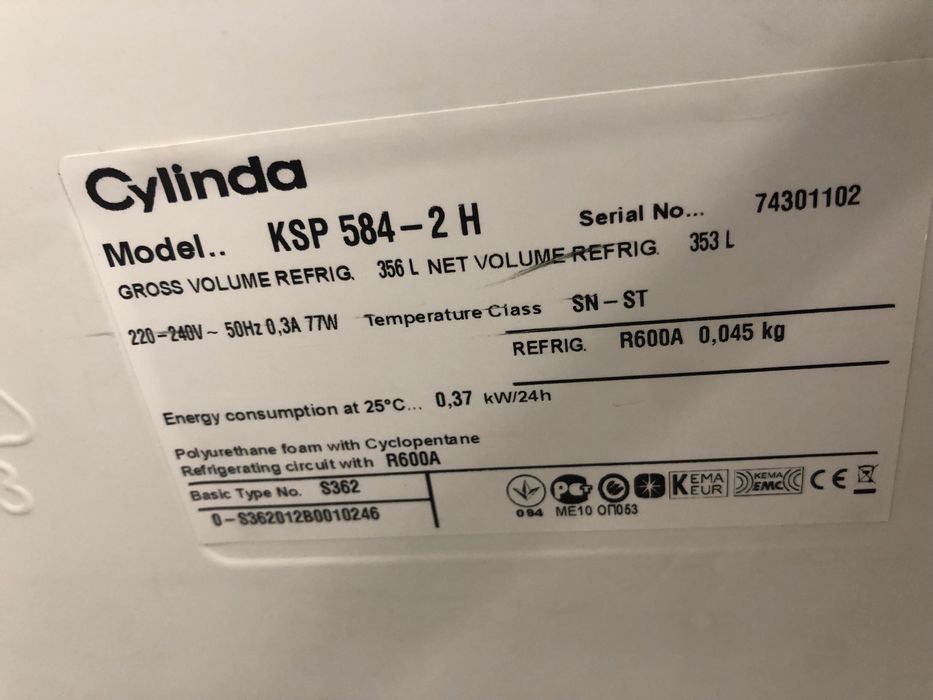 Cylinda
Model.. KSP 584-2 H Serial No... 74301102
GROSS VOLUME REFRIG. 356 L NET VOLUME REFRIG. 353 L
220-240V ~ 50Hz 0,3A 77W Temperature Class SN - ST
REFRIG. R600A 0,045 kg
Energy consumption at 25°C... 0,37 kW/24h
Polyurethane foam with Cyclopentane
Refrigerating circuit with R600A
Basic Type No. S362
0-S362012B0010246
KEMA EUR
KEMA EMC
CE
094 ME10 ОП053